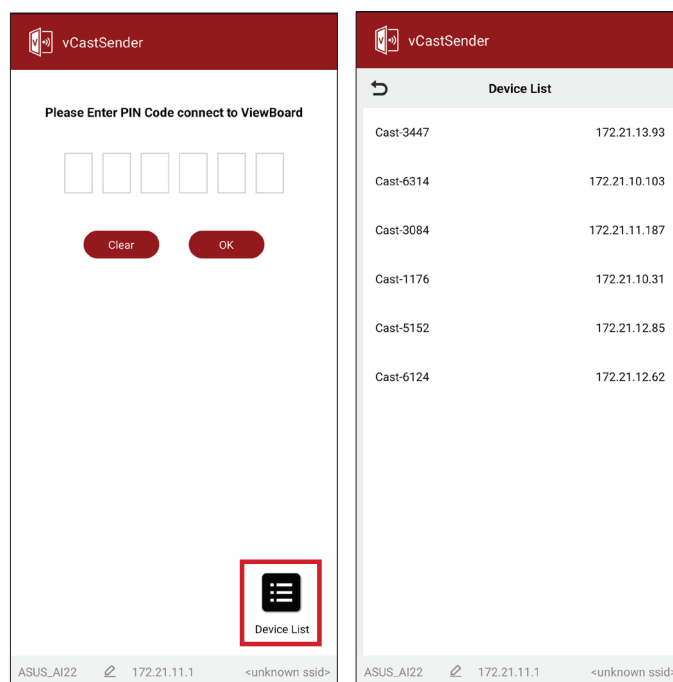 vCastSender
Please Enter PIN Code connect to ViewBoard
Clear OK
Device List
ASUS_AI22 172.21.11.1 <unknown ssid>
vCastSender
Device List
Cast-3447 172.21.13.93
Cast-6314 172.21.10.103
Cast-3084 172.21.11.187
Cast-1176 172.21.10.31
Cast-5152 172.21.12.85
Cast-6124 172.21.12.62
ASUS_AI22 172.21.11.1 <unknown ssid>